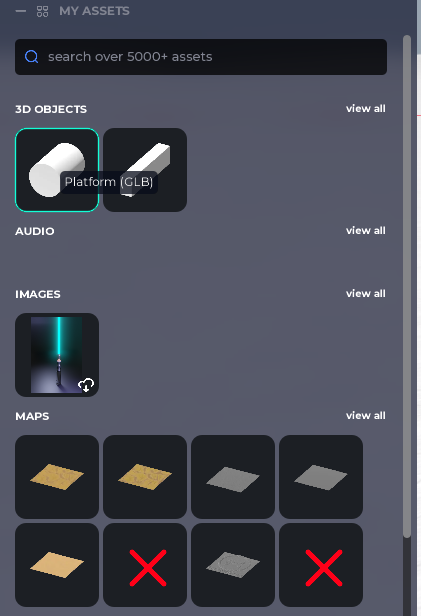 MY ASSETS
search over 5000+ assets
3D OBJECTS view all
Platform (GLB)
AUDIO view all
IMAGES view all
MAPS view all